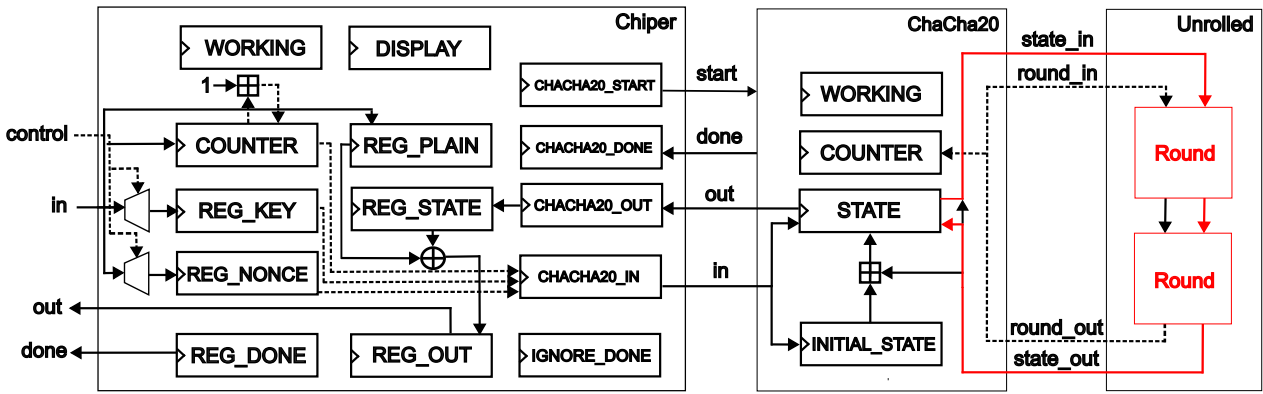 Chiper
ChaCha20
Unrolled
WORKING
DISPLAY
state_in
1
CHACHA20_START
start
round_in
WORKING
control
COUNTER
REG_PLAIN
CHACHA20_DONE
done
COUNTER
Round
in
REG_KEY
REG_STATE
CHACHA20_OUT
out
STATE
REG_NONCE
CHACHA20_IN
in
Round
out
round_out
done
REG_DONE
REG_OUT
IGNORE_DONE
INITIAL_STATE
state_out